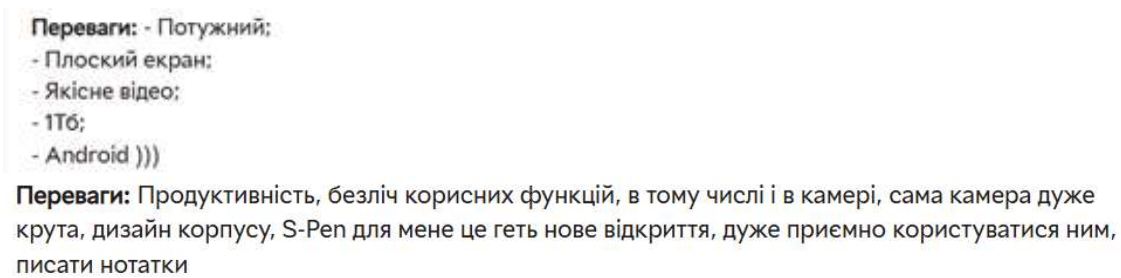 Переваги: - Потужний;
- Плоский екран;
- Якісне відео;
- 1Тб;
- Android )))
Переваги: Продуктивність, безліч корисних функцій, в тому числі і в камері, сама камера дуже
крута, дизайн корпусу, S-Pen для мене це геть нове відкриття, дуже приємно користуватися ним,
писати нотатки